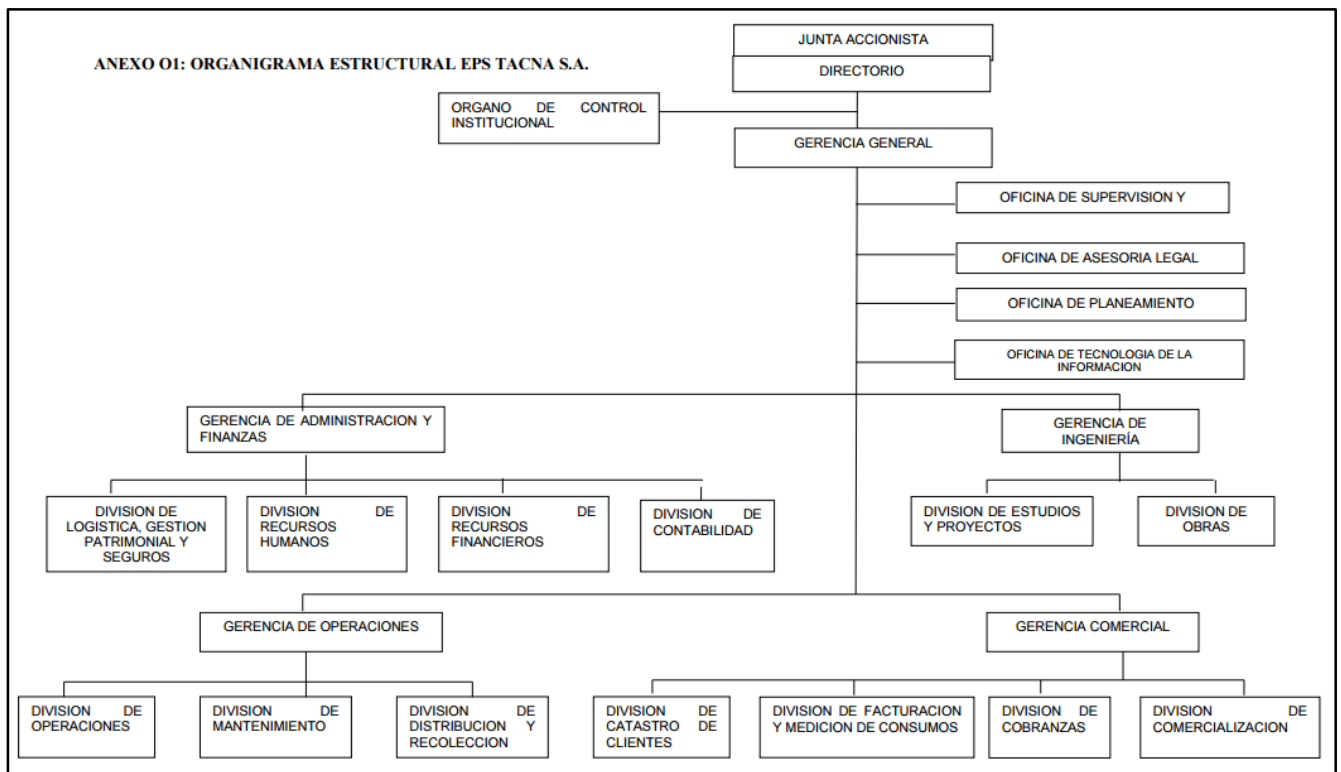 JUNTA ACCIONISTA
ANEXO O1: ORGANIGRAMA ESTRUCTURAL EPS TACNA S.A.
DIRECTORIO
ORGANO DE CONTROL
INSTITUCIONAL
GERENCIA GENERAL
OFICINA DE SUPERVISION Y
OFICINA DE ASESORIA LEGAL
OFICINA DE PLANEAMIENTO
OFICINA DE TECNOLOGIA DE LA
INFORMACION
GERENCIA DE ADMINISTRACION Y
FINANZAS
GERENCIA DE
INGENIERÍA
DIVISION DE
LOGISTICA, GESTION
PATRIMONIAL Y
SEGUROS
DIVISION DE
RECURSOS
HUMANOS
DIVISION DE
RECURSOS
FINANCIEROS
DIVISION DE
CONTABILIDAD
DIVISION DE ESTUDIOS
Y PROYECTOS
DIVISION DE
OBRAS
GERENCIA DE OPERACIONES
GERENCIA COMERCIAL
DIVISION DE
OPERACIONES
DIVISION DE
MANTENIMIENTO
DIVISION DE
DISTRIBUCION Y
RECOLECCION
DIVISION DE
CATASTRO DE
CLIENTES
DIVISION DE FACTURACION
Y MEDICION DE CONSUMOS
DIVISION DE
COBRANZAS
DIVISION DE
COMERCIALIZACION